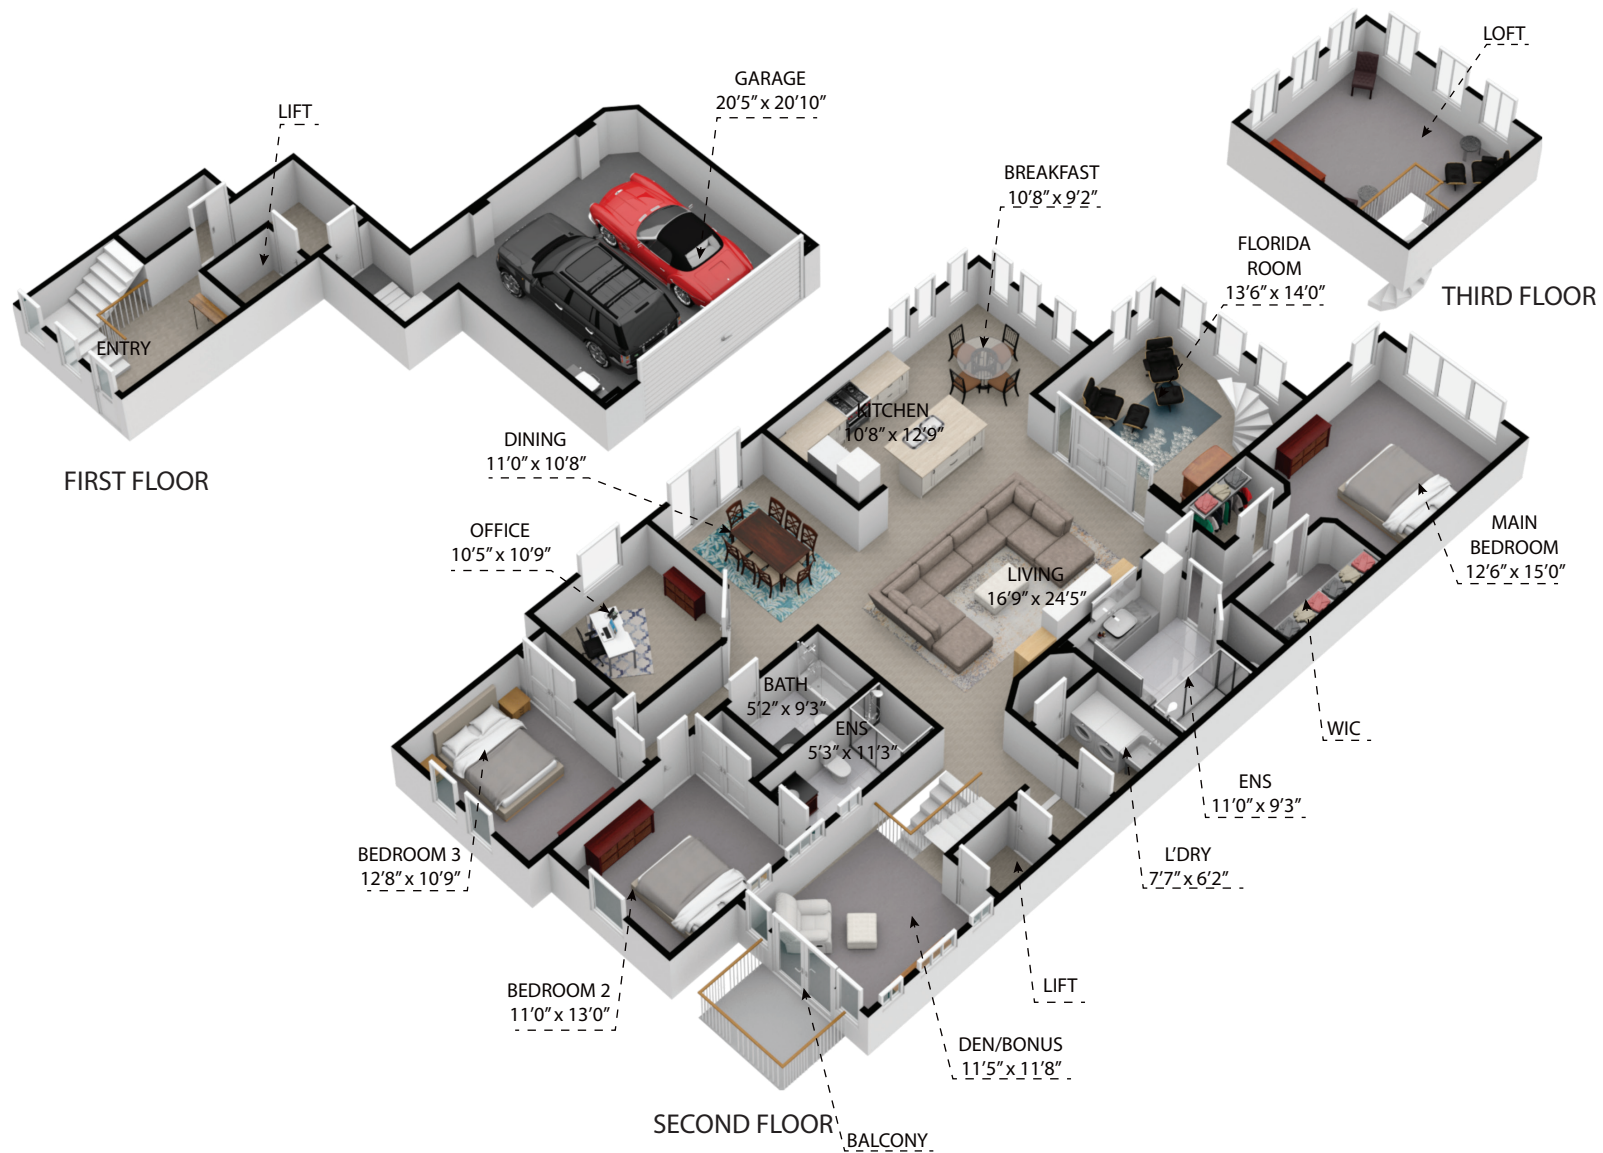 LIFT
GARAGE
20'5" x 20'10"
ENTRY
FIRST FLOOR
LOFT
THIRD FLOOR
BREAKFAST
10'8" x 9'2"
FLORIDA
ROOM
13'6" x 14'0"
KITCHEN
10'8" x 12'9"
DINING
11'0" x 10'8"
OFFICE
10'5" x 10'9"
LIVING
16'9" x 24'5"
MAIN
BEDROOM
12'6" x 15'0"
BATH
5'2" x 9'3"
ENS
5'3" x 11'3"
WIC
ENS
11'0" x 9'3"
L'DRY
7'7" x 6'2"
BEDROOM 3
12'8" x 10'9"
BEDROOM 2
11'0" x 13'0"
LIFT
DEN/BONUS
11'5" x 11'8"
SECOND FLOOR
BALCONY